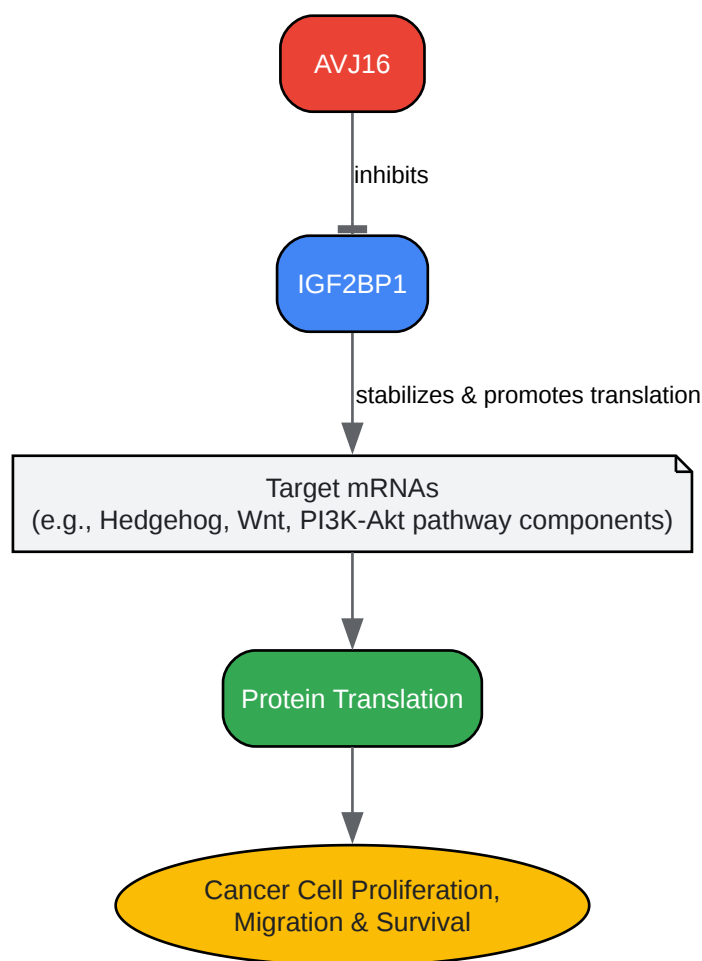 AVJ16
inhibits
IGF2BP1
stabilizes & promotes translation
Target mRNAs
(e.g., Hedgehog, Wnt, PI3K-Akt pathway components)
Protein Translation
Cancer Cell Proliferation,
Migration & Survival